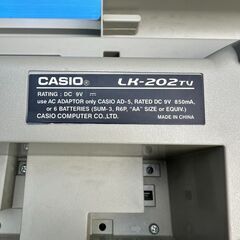 CASIO® LK-202TV
RATING : DC 9V ⎓
use AC ADAPTOR only CASIO AD-5, RATED DC 9V 850mA,
or 6 BATTERIES (SUM-3, R6P, "AA" SIZE or EQUIV.)
CASIO COMPUTER CO.,LTD. MADE IN CHINA